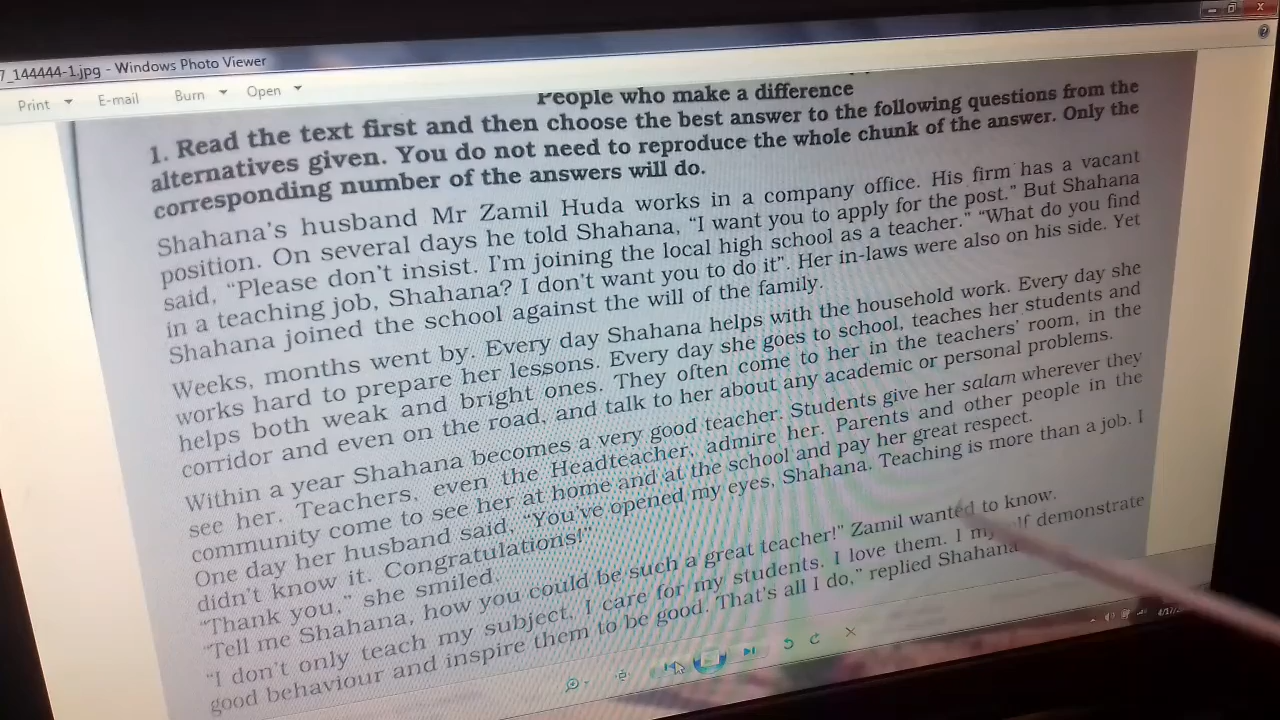 7_144444-1.jpg - Windows Photo Viewer
Print E-mail Burn Open
People who make a difference
1. Read the text first and then choose the best answer to the following questions from the
alternatives given. You do not need to reproduce the whole chunk of the answer. Only the
corresponding number of the answers will do.
Shahana's husband Mr Zamil Huda works in a company office. His firm has a vacant
position. On several days he told Shahana, "I want you to apply for the post." But Shahana
said, "Please don't insist. I'm joining the local high school as a teacher." "What do you find
in a teaching job, Shahana? I don't want you to do it". Her in-laws were also on his side. Yet
Shahana joined the school against the will of the family.
Weeks, months went by. Every day Shahana helps with the household work. Every day she
works hard to prepare her lessons. Every day she goes to school, teaches her students and
helps both weak and bright ones. They often come to her in the teachers' room, in the
corridor and even on the road, and talk to her about any academic or personal problems.
Within a year Shahana becomes a very good teacher. Students give her salam wherever they
see her. Teachers, even the Headteacher, admire her. Parents and other people in the
community come to see her at home and at the school and pay her great respect.
One day her husband said, "You've opened my eyes, Shahana. Teaching is more than a job. I
didn't know it. Congratulations!"
"Thank you," she smiled.
"Tell me Shahana, how you could be such a great teacher!" Zamil wanted to know.
"I don't only teach my subject, I care for my students. I love them. I demonstrate
good behaviour and inspire them to be good. That's all I do," replied Shahana